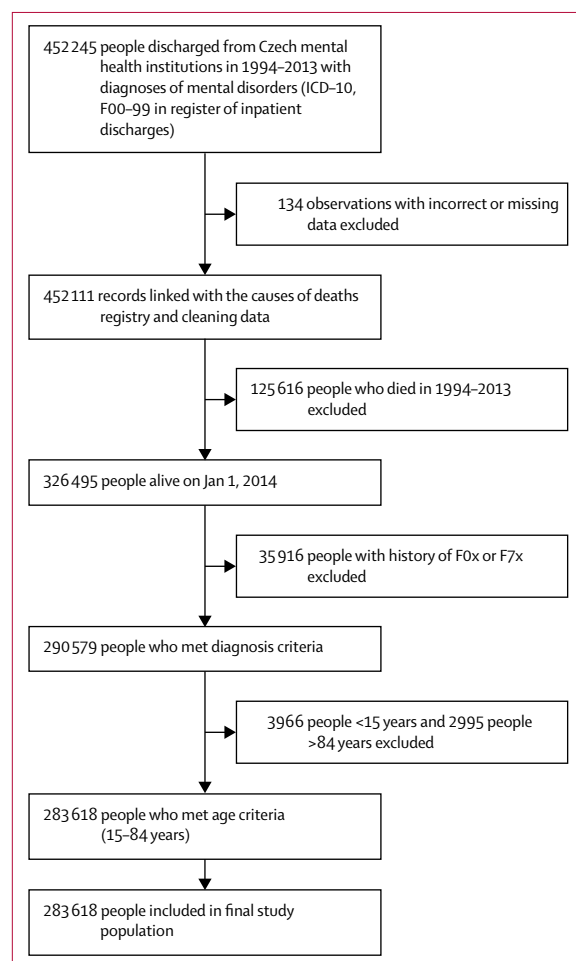 452 245 people discharged from Czech mental
health institutions in 1994–2013 with
diagnoses of mental disorders (ICD–10,
F00–99 in register of inpatient
discharges)
134 observations with incorrect or missing
data excluded
452 111 records linked with the causes of deaths
registry and cleaning data
125 616 people who died in 1994–2013
excluded
326 495 people alive on Jan 1, 2014
35 916 people with history of F0x or F7x
excluded
290 579 people who met diagnosis criteria
3966 people <15 years and 2995 people
>84 years excluded
283 618 people who met age criteria
(15–84 years)
283 618 people included in final study
population